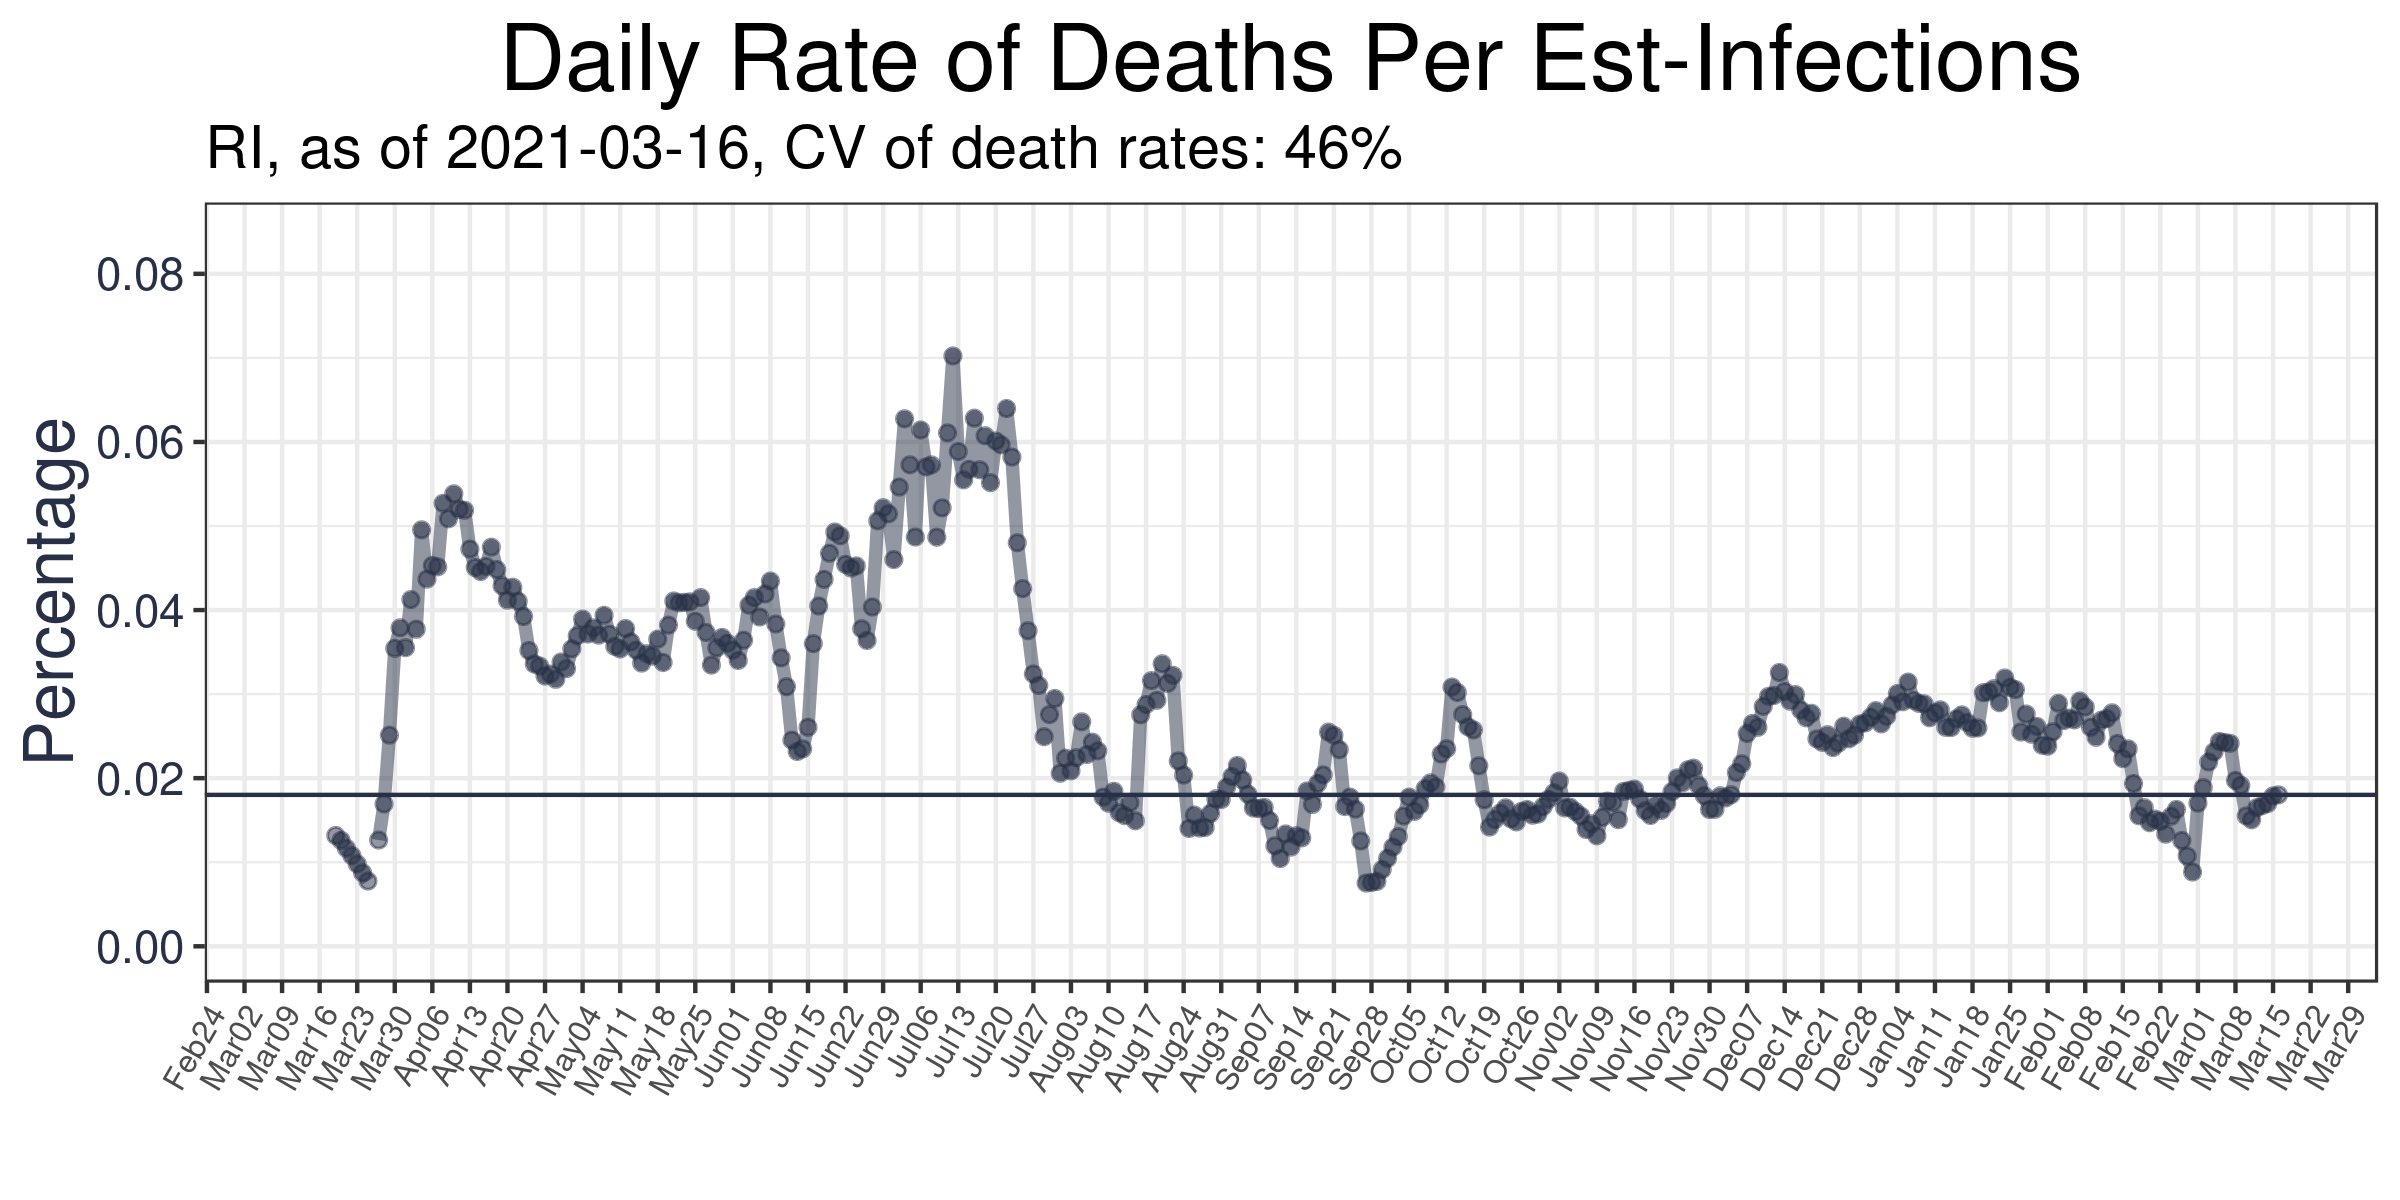 Daily Rate of Deaths Per Est-Infections
RI, as of 2021-03-16, CV of death rates: 46%
Percentage
0.08
0.06
0.04
0.02
0.00
Feb24 Mar02 Mar09 Mar16 Mar23 Mar30 Apr06 Apr13 Apr20 Apr27 May04 May11 May18 May25 Jun01 Jun08 Jun15 Jun22 Jun29 Jul06 Jul13 Jul20 Jul27 Aug03 Aug10 Aug17 Aug24 Aug31 Sep07 Sep14 Sep21 Sep28 Oct05 Oct12 Oct19 Oct26 Nov02 Nov09 Nov16 Nov23 Nov30 Dec07 Dec14 Dec21 Dec28 Jan04 Jan11 Jan18 Jan25 Feb01 Feb08 Feb15 Feb22 Mar01 Mar08 Mar15 Mar22 Mar29